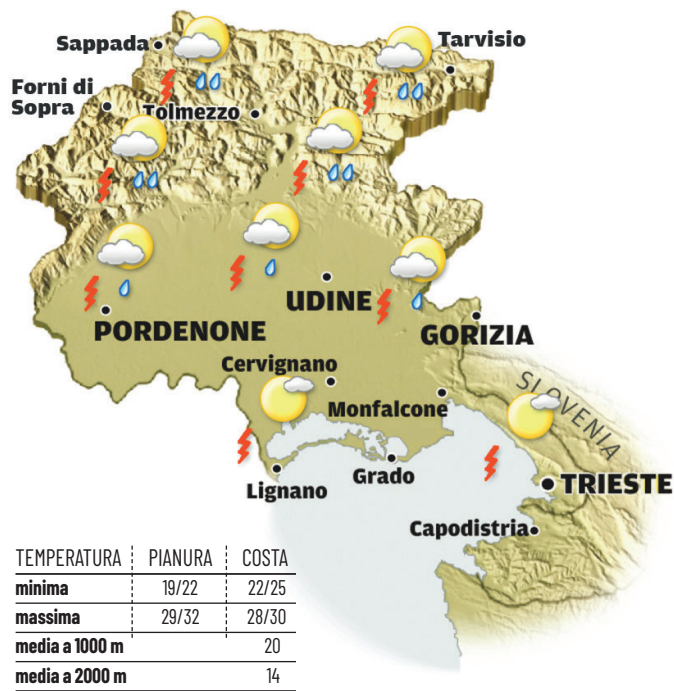 Sappada
Tarvisio
Forni di
Sopra
Tolmezzo
UDINE
PORDENONE
GORIZIA
Cervignano
SLOVENIA
Monfalcone
Grado
Lignano
TRIESTE
Capodistria
TEMPERATURA PIANURA COSTA
minima 19/22 22/25
massima 29/32 28/30
media a 1000 m 20
media a 2000 m 14